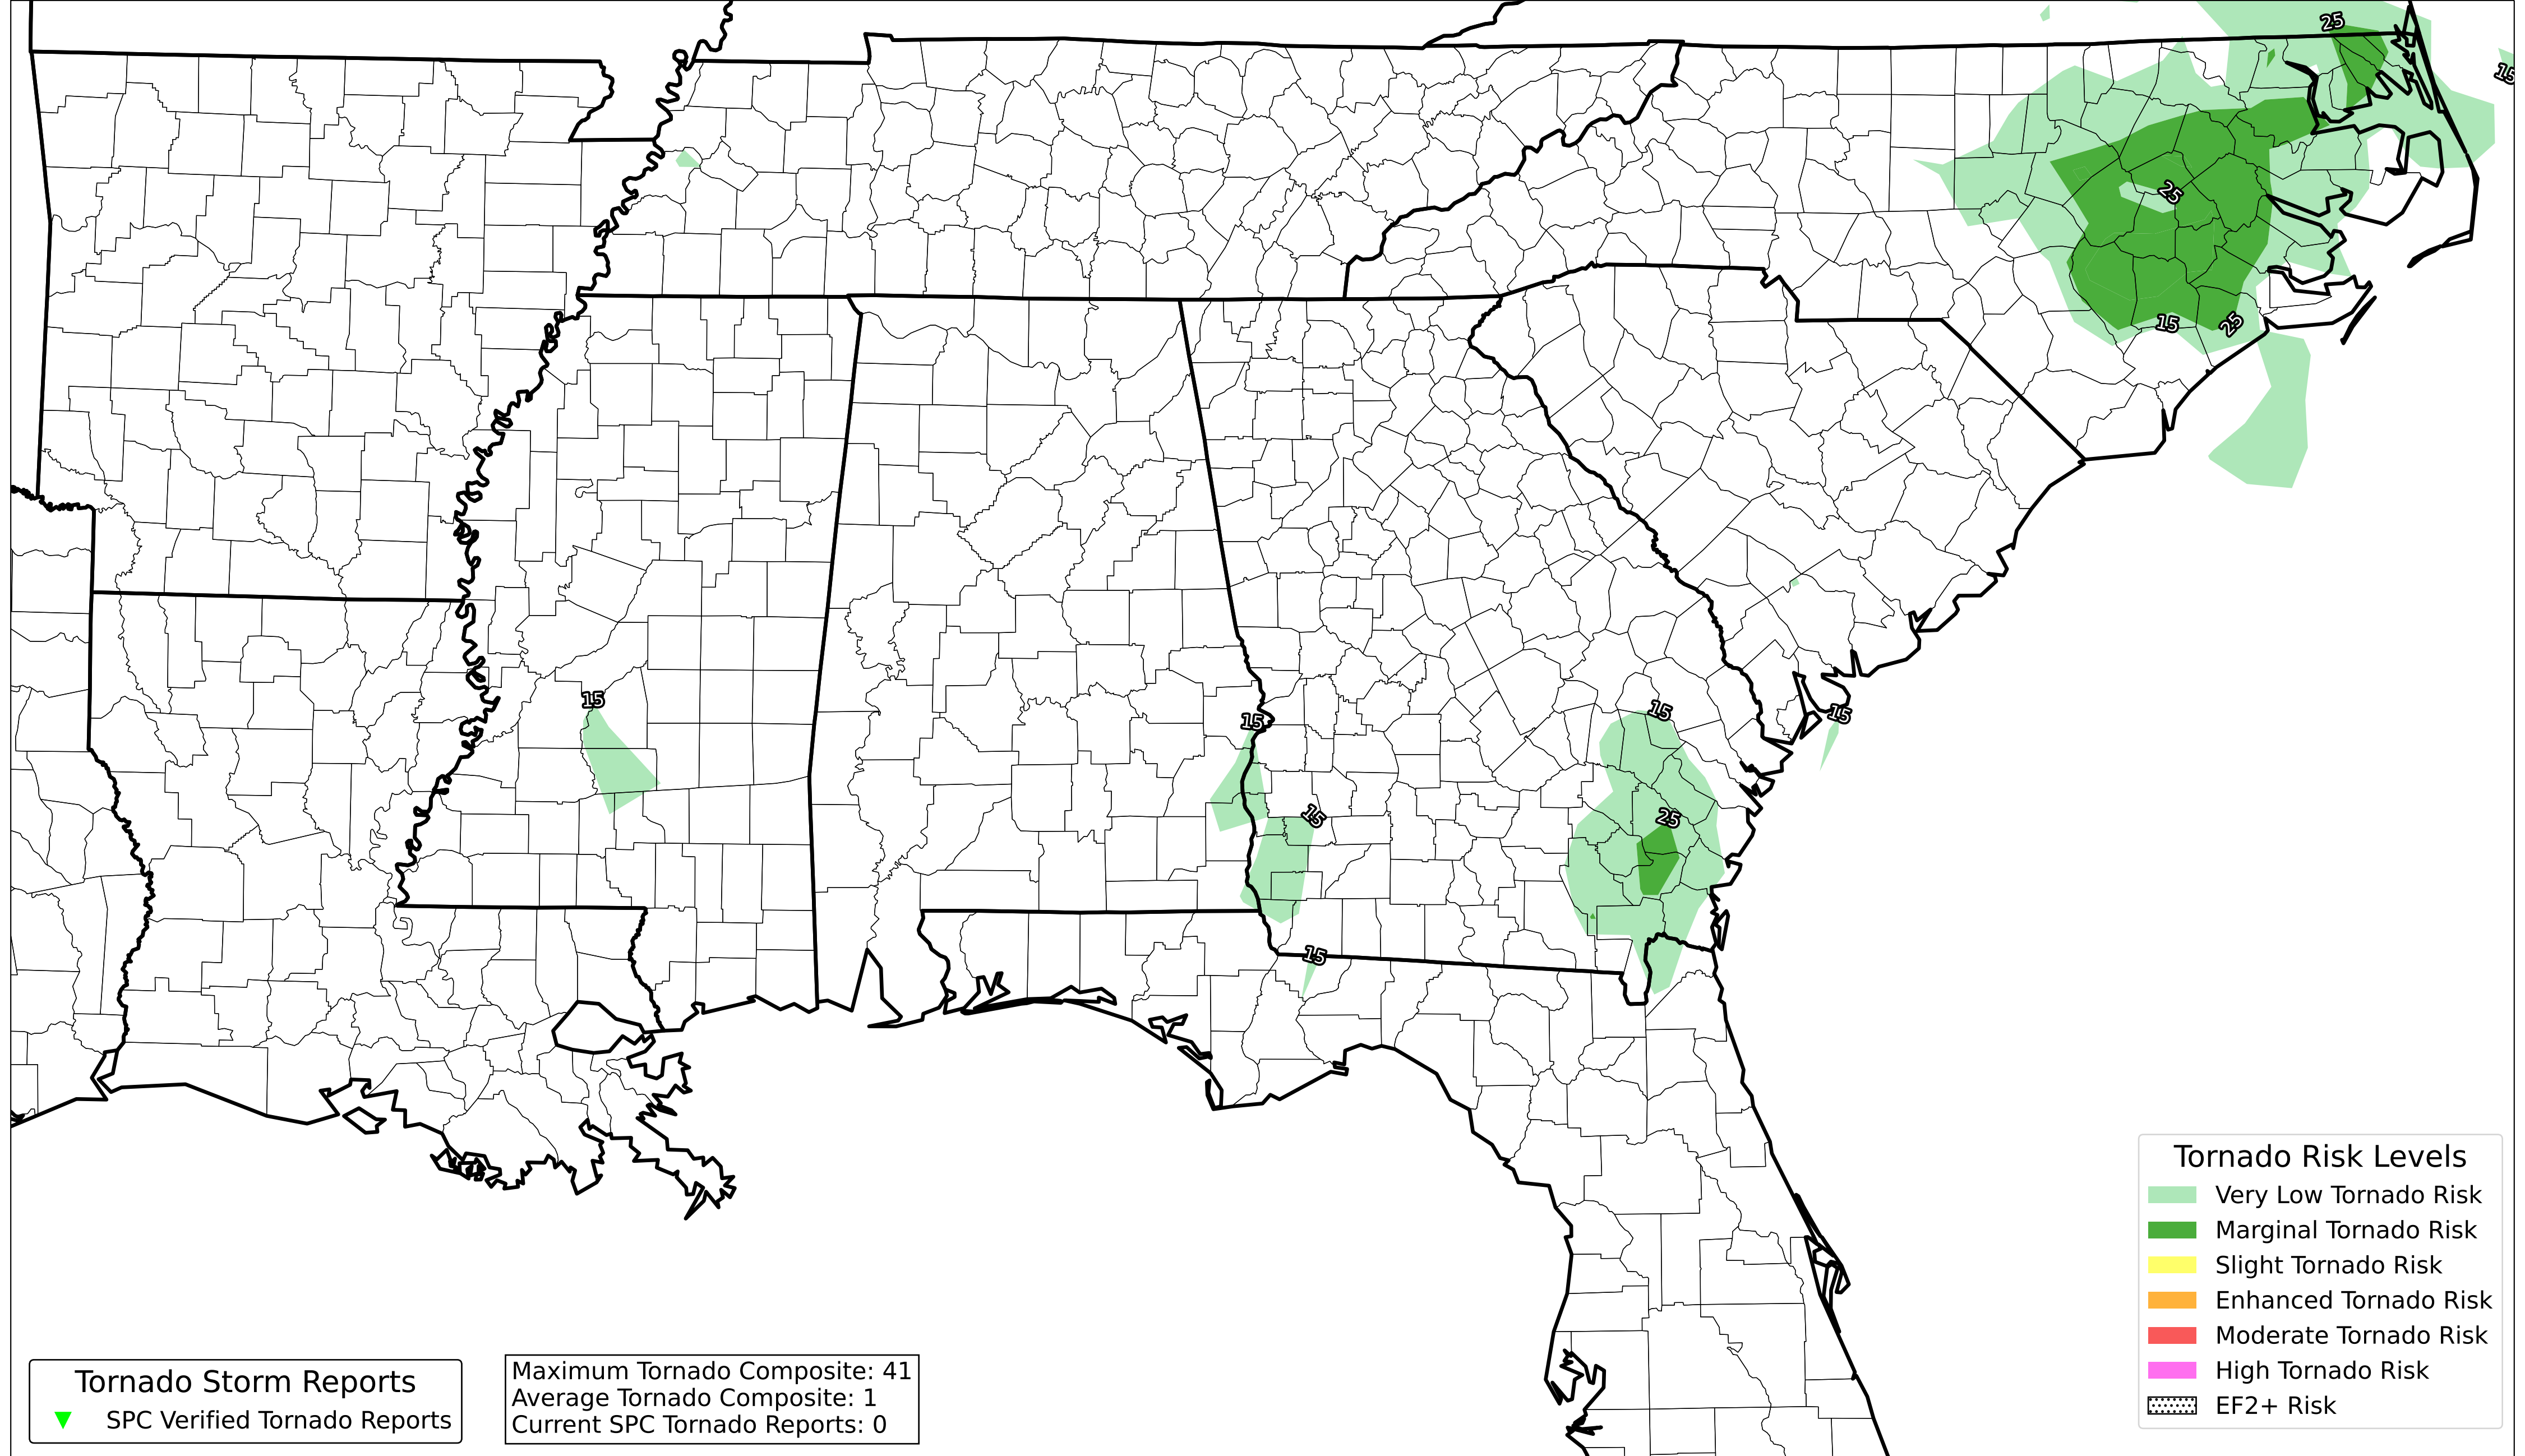 25
15
25
15
25
15
15
15
15
25
15
15
Tornado Risk Levels
Very Low Tornado Risk
Marginal Tornado Risk
Slight Tornado Risk
Enhanced Tornado Risk
Moderate Tornado Risk
High Tornado Risk
EF2+ Risk
Tornado Storm Reports
SPC Verified Tornado Reports
Maximum Tornado Composite: 41
Average Tornado Composite: 1
Current SPC Tornado Reports: 0